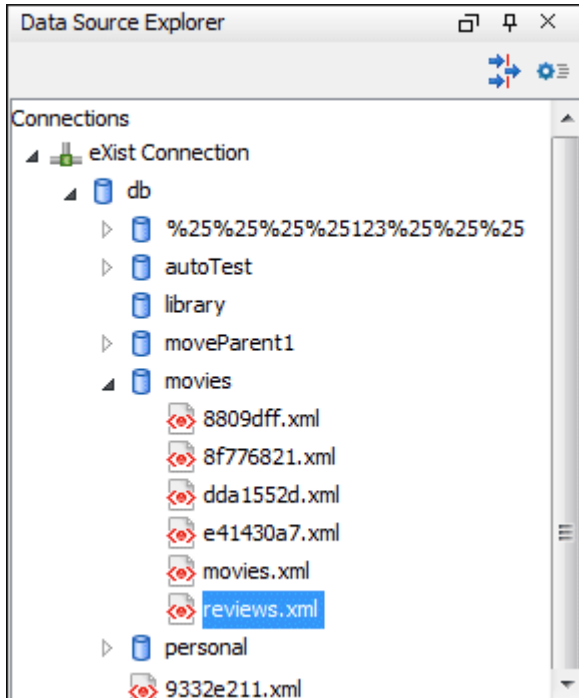 Data Source Explorer
Connections
eXist Connection
db
%25%25%25%25123%25%25%25
autoTest
library
moveParent1
movies
8809dff.xml
8f776821.xml
dda1552d.xml
e41430a7.xml
movies.xml
reviews.xml
personal
9332e211.xml